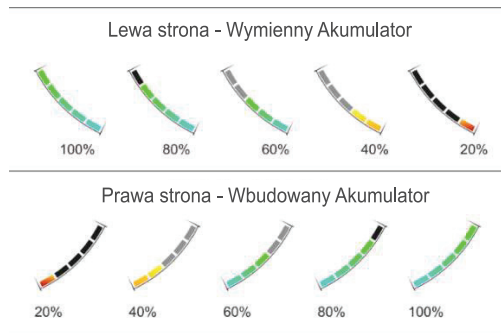 Lewa strona - Wymienny Akumulator
100% 80% 60% 40% 20%
Prawa strona - Wbudowany Akumulator
20% 40% 60% 80% 100%